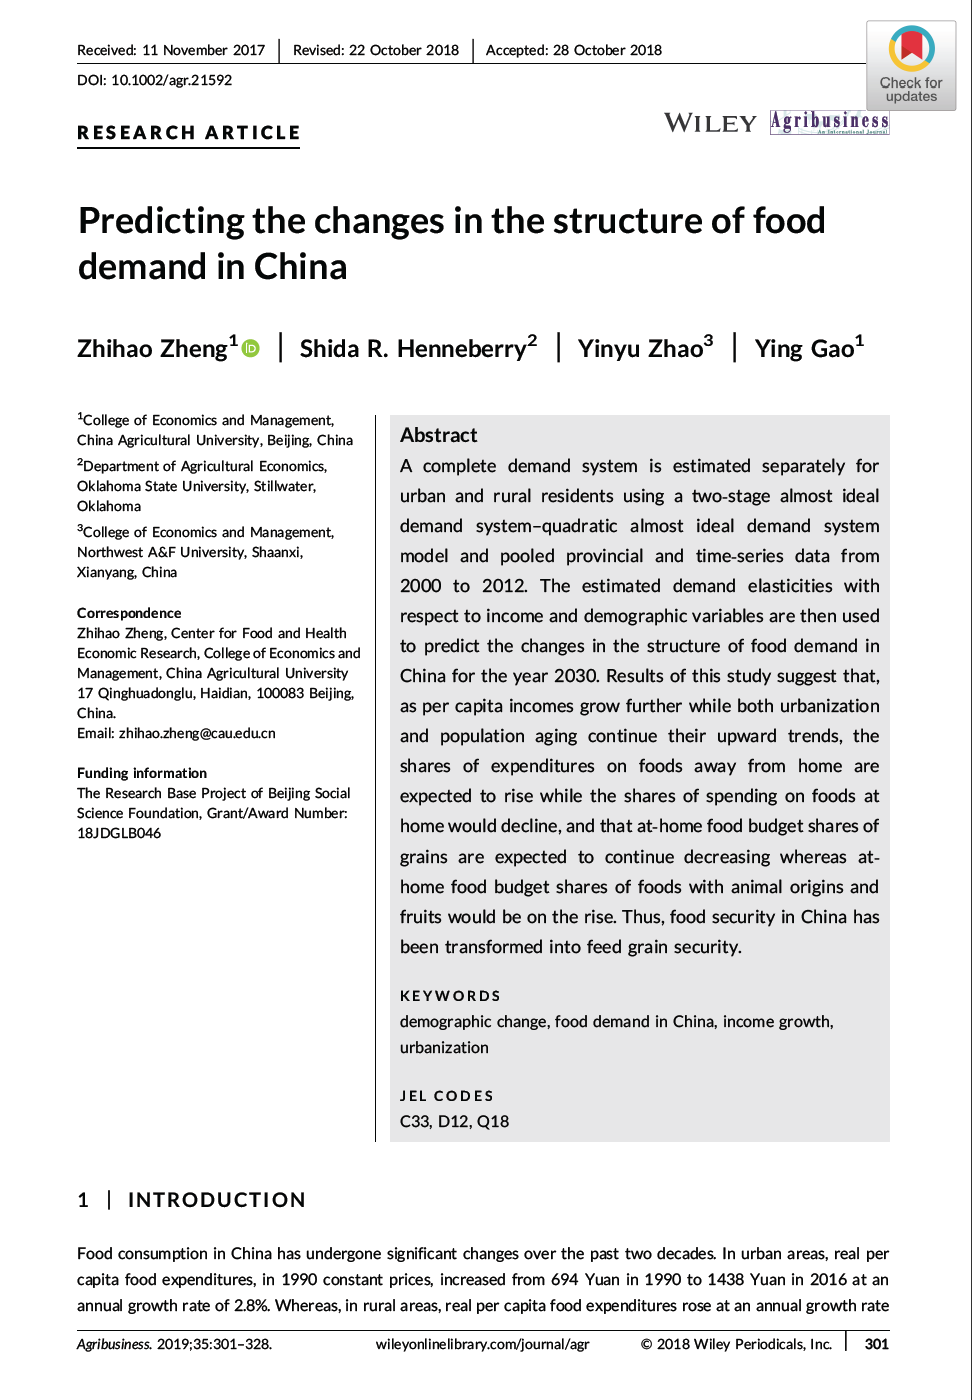 Received: 11 November 2017 | Revised: 22 October 2018 | Accepted: 28 October 2018
DOI: 10.1002/agr.21592
Check for
updates
RESEARCH ARTICLE
WILEY Agribusiness
An International Journal
Predicting the changes in the structure of food
demand in China
Zhihao Zheng¹ iD | Shida R. Henneberry² | Yinyu Zhao³ | Ying Gao¹
¹College of Economics and Management,
China Agricultural University, Beijing, China
²Department of Agricultural Economics,
Oklahoma State University, Stillwater,
Oklahoma
³College of Economics and Management,
Northwest A&F University, Shaanxi,
Xianyang, China
Correspondence
Zhihao Zheng, Center for Food and Health
Economic Research, College of Economics and
Management, China Agricultural University
17 Qinghuadonglu, Haidian, 100083 Beijing,
China.
Email: zhihao.zheng@cau.edu.cn
Funding information
The Research Base Project of Beijing Social
Science Foundation, Grant/Award Number:
18JDGLB046
Abstract
A complete demand system is estimated separately for
urban and rural residents using a two-stage almost ideal
demand system–quadratic almost ideal demand system
model and pooled provincial and time-series data from
2000 to 2012. The estimated demand elasticities with
respect to income and demographic variables are then used
to predict the changes in the structure of food demand in
China for the year 2030. Results of this study suggest that,
as per capita incomes grow further while both urbanization
and population aging continue their upward trends, the
shares of expenditures on foods away from home are
expected to rise while the shares of spending on foods at
home would decline, and that at-home food budget shares of
grains are expected to continue decreasing whereas at-
home food budget shares of foods with animal origins and
fruits would be on the rise. Thus, food security in China has
been transformed into feed grain security.
KEYWORDS
demographic change, food demand in China, income growth,
urbanization
JEL CODES
C33, D12, Q18
1 | INTRODUCTION
Food consumption in China has undergone significant changes over the past two decades. In urban areas, real per
capita food expenditures, in 1990 constant prices, increased from 694 Yuan in 1990 to 1438 Yuan in 2016 at an
annual growth rate of 2.8%. Whereas, in rural areas, real per capita food expenditures rose at an annual growth rate
Agribusiness. 2019;35:301–328. wileyonlinelibrary.com/journal/agr © 2018 Wiley Periodicals, Inc. | 301